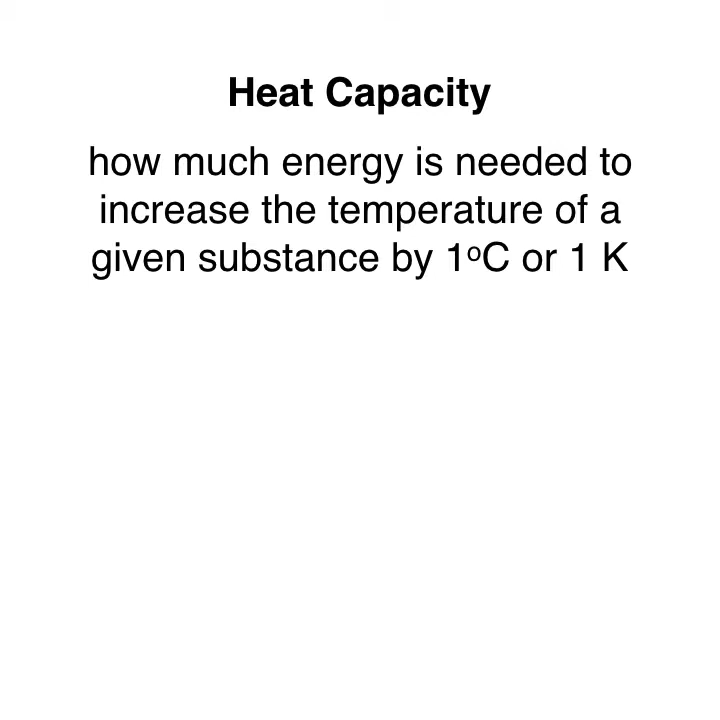 Heat Capacity
how much energy is needed to
increase the temperature of a
given substance by 1ºC or 1 K